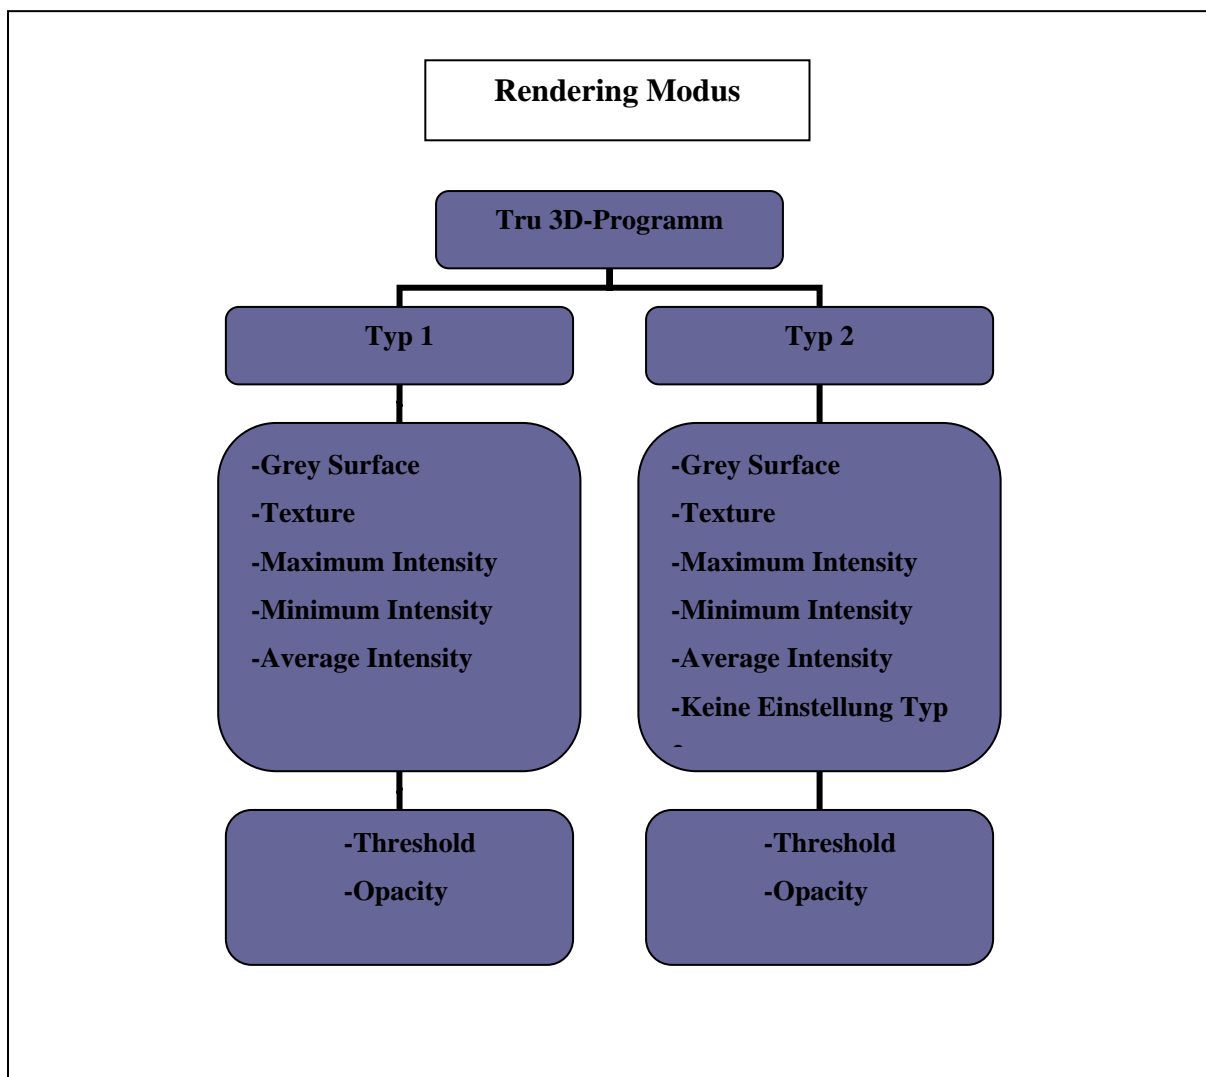 Rendering Modus
Tru 3D-Programm
Typ 1
Typ 2
-Grey Surface
-Texture
-Maximum Intensity
-Minimum Intensity
-Average Intensity
-Grey Surface
-Texture
-Maximum Intensity
-Minimum Intensity
-Average Intensity
-Keine Einstellung Typ
-Threshold
-Opacity
-Threshold
-Opacity